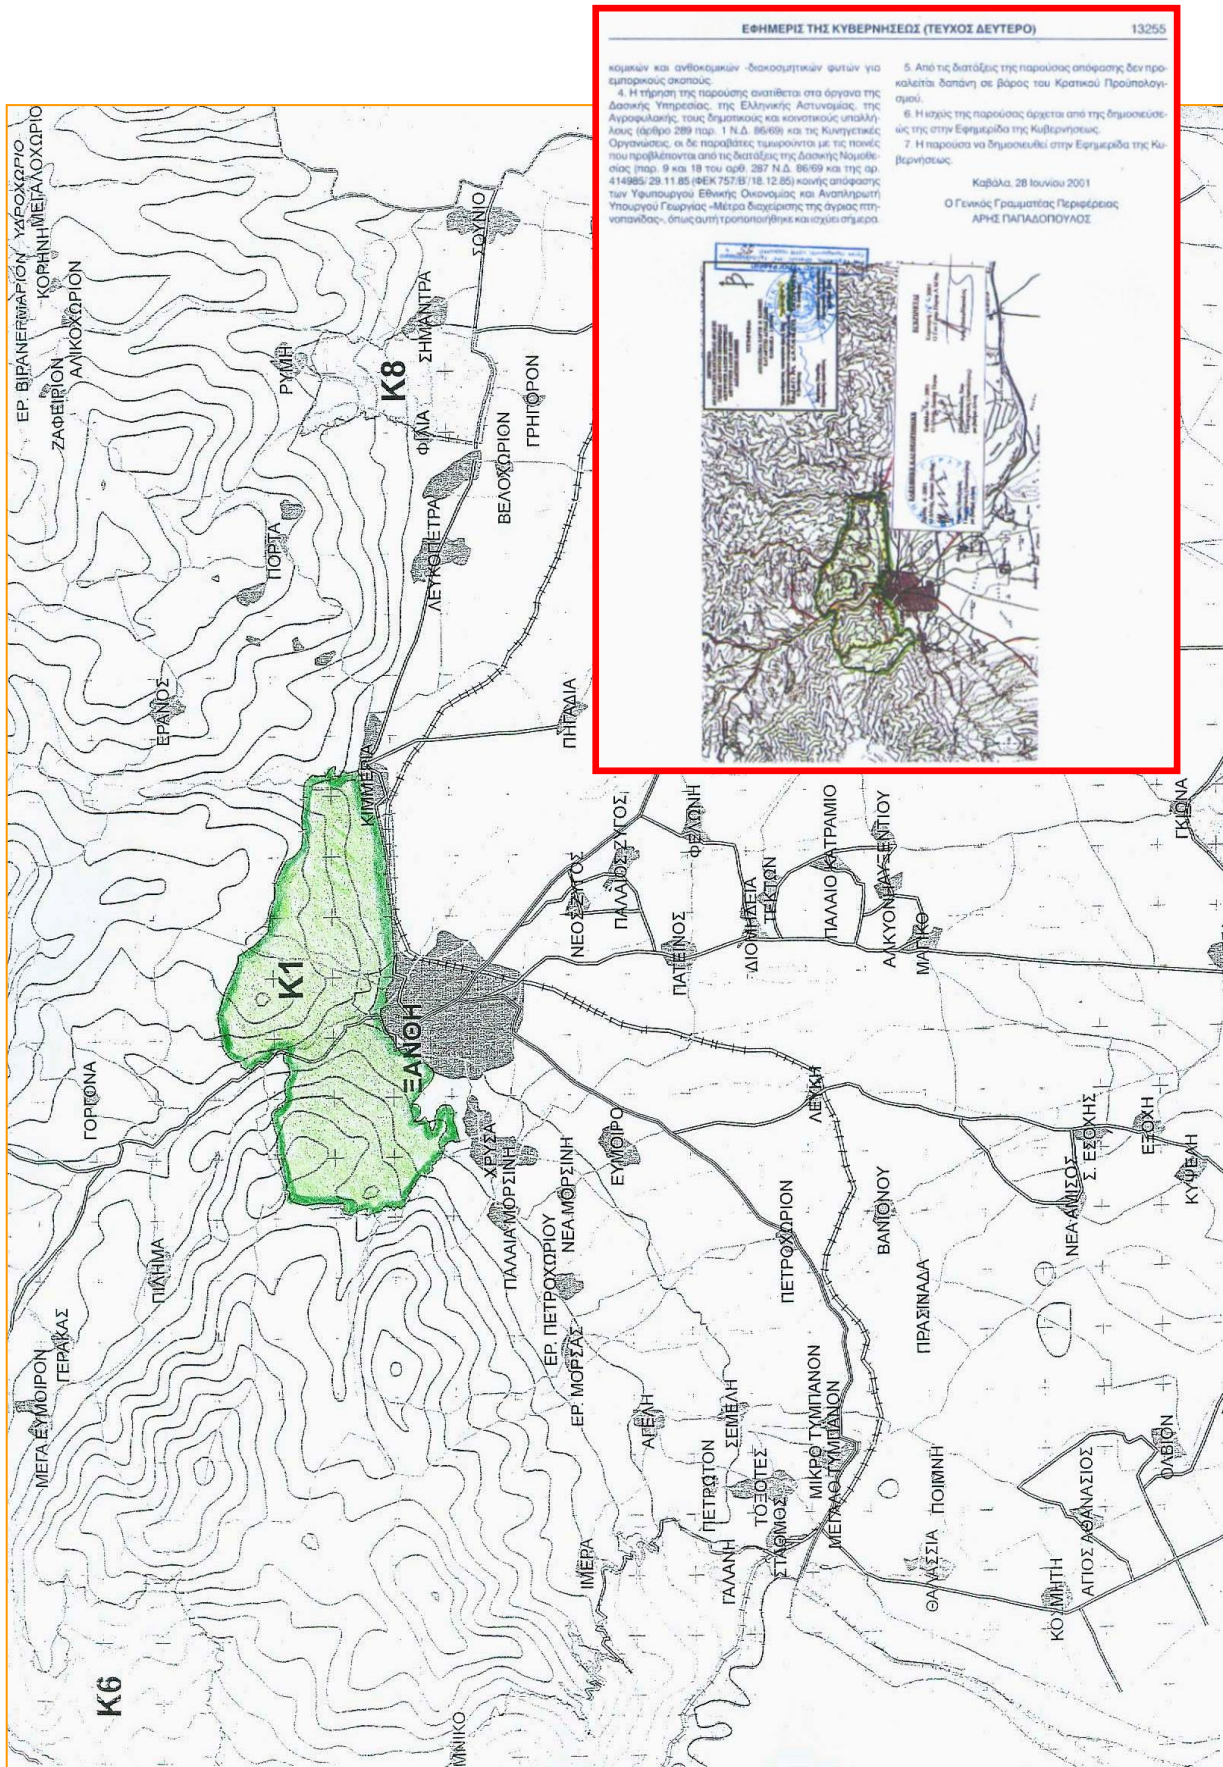 ΕΦΗΜΕΡΙΣ ΤΗΣ ΚΥΒΕΡΝΗΣΕΩΣ (ΤΕΥΧΟΣ ΔΕΥΤΕΡΟ)
13255
κομικών και ανθοκομικών -διακοσμητικών φυτών για
εμπορικούς σκοπούς.
4. Η τήρηση της παρούσης ανατίθεται στα όργανα της
Δασικής Υπηρεσίας, της Ελληνικής Αστυνομίας, της
Αγροφυλακής, τους δημοτικούς και κοινοτικούς υπαλλή-
λους (άρθρο 289 παρ. 1 Ν.Δ. 86/69) και τις Κυνηγετικές
Οργανώσεις, οι δε παραβάτες τιμωρούνται με τις ποινές
που προβλέπονται από τις διατάξεις της Δασικής Νομοθε-
σίας (παρ. 9 και 18 του αρθ. 287 Ν.Δ. 86/69 και της αρ.
414985/29.11.85 (ΦΕΚ 757/Β'/18.12.85) κοινής απόφασης
των Υφυπουργού Εθνικής Οικονομίας και Αναπληρωτή
Υπουργού Γεωργίας «Μέτρα διαχείρισης της άγριας πτη-
νοπανίδας», όπως αυτή τροποποιήθηκε και ισχύει σήμερα.
5. Από τις διατάξεις της παρούσας απόφασης δεν προ-
καλείται δαπάνη σε βάρος του Κρατικού Προϋπολογι-
σμού.
6. Η ισχύς της παρούσας άρχεται από της δημοσιεύσε-
ώς της στην Εφημερίδα της Κυβερνήσεως.
7. Η παρούσα να δημοσιευθεί στην Εφημερίδα της Κυ-
βερνήσεως.
Καβάλα, 28 Ιουνίου 2001
Ο Γενικός Γραμματέας Περιφέρειας
ΑΡΗΣ ΠΑΠΑΔΟΠΟΥΛΟΣ
ΥΔΡΟΧΩΡΙΟ
ΕΡ. ΒΙΡΑΝΕΡΜΑΡΙΟΝ
ΜΕΓΑΛΟΧΩΡΙΟ
ΚΟΡΗΝΗ
ΑΛΙΚΟΧΩΡΙΟΝ
ΖΑΦΕΙΡΙΟΝ
ΣΟΥΝΙΟ
ΣΗΜΑΝΤΡΑ
ΡΥΜΗ
Κ8
ΦΙΛΙΑ
ΓΡΗΓΟΡΟΝ
ΒΕΛΟΧΩΡΙΟΝ
ΛΕΥΚΟΠΕΤΡΑ
ΠΟΡΤΑ
ΕΡΑΝΟΣ
ΠΗΓΑΔΙΑ
ΚΙΜΜΕΡΙΑ
Κ1
ΞΑΝΘΗ
ΝΕΟΣ ΖΥΓΟΣ
ΠΑΛΑΙΟΣ ΖΥΓΟΣ
ΦΕΛΩΝΗ
ΠΑΤΕΙΝΟΣ
ΔΙΟΜΗΔΕΙΑ
ΤΕΚΤΩΝ
ΠΑΛΑΙΟ ΚΑΤΡΑΜΙΟ
ΑΥΞΕΝΤΙΟΥ
ΑΛΚΥΟΝΗ
ΜΑΓΙΚΟ
ΓΚΙΩΝΑ
ΓΟΡΓΟΝΑ
ΠΙΛΗΜΑ
ΓΕΡΑΚΑΣ
ΜΕΓΑ ΕΥΜΟΙΡΟΝ
ΧΡΥΣΑ
ΠΑΛΑΙΑ ΜΟΡΣΙΝΗ
ΝΕΑ ΜΟΡΣΙΝΗ
ΕΡ. ΠΕΤΡΟΧΩΡΙΟΥ
ΕΡ. ΜΟΡΣΑΣ
ΕΥΜΟΙΡΟ
ΛΕΥΚΗ
ΠΕΤΡΟΧΩΡΙΟΝ
ΒΑΝΙΟΝΟΥ
ΠΡΑΣΙΝΑΔΑ
Σ. ΕΣΟΧΗΣ
ΝΕΑ ΑΜΙΣΟΣ
ΕΞΟΧΗ
ΚΥΨΕΛΗ
ΑΓΕΛΗ
ΣΕΜΕΛΗ
ΠΕΤΡΩΤΟΝ
ΤΟΞΟΤΕΣ
ΣΤΑΘΜΟΣ
ΓΑΛΑΝΗ
ΜΙΚΡΟ ΤΥΜΠΑΝΟΝ
ΜΕΓΑΛΟ ΤΥΜΠΑΝΟΝ
ΠΟΙΜΝΗ
ΘΑΛΑΣΣΙΑ
ΟΛΒΙΟΝ
ΑΓΙΟΣ ΑΘΑΝΑΣΙΟΣ
ΚΟΣΜΗΤΗ
ΙΜΕΡΑ
Κ6
ΜΝΙΚΟ